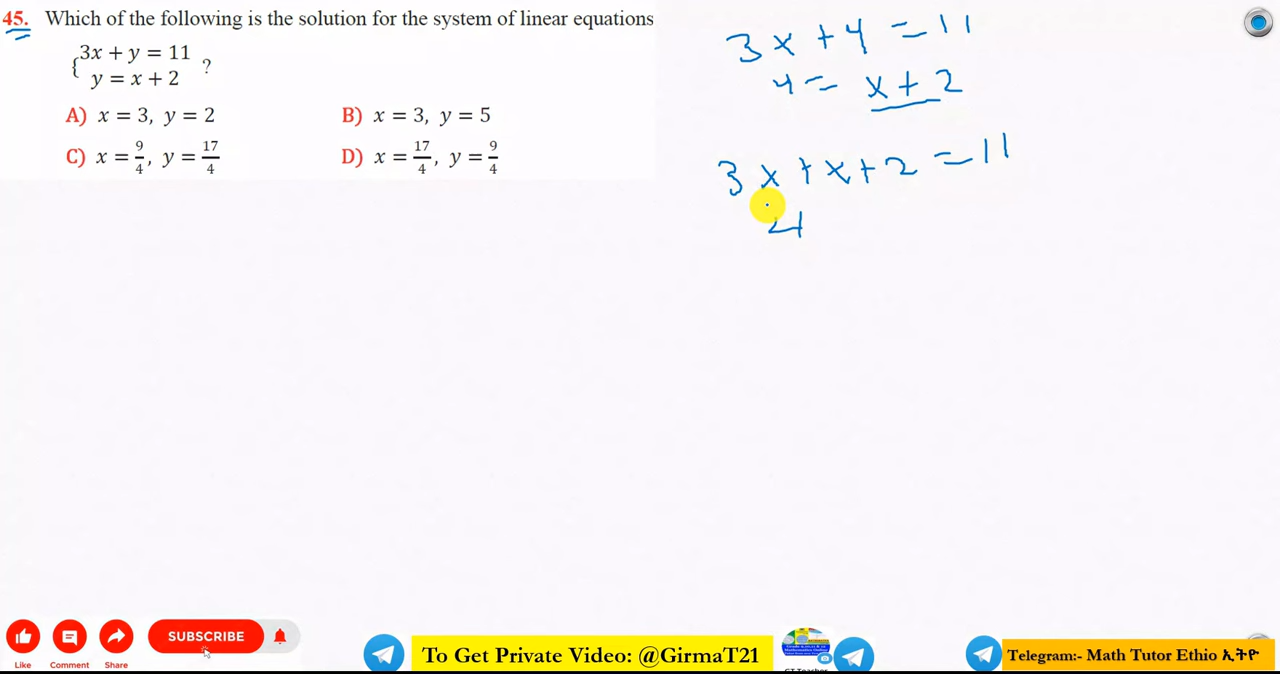 45. Which of the following is the solution for the system of linear equations
{3x + y = 11
y = x + 2 ?
A) x = 3, y = 2 B) x = 3, y = 5
C) x = 9/4, y = 17/4 D) x = 17/4, y = 9/4
3x + y = 11
y = x + 2
3x + x + 2 = 11
4
Like
Comment
Share
SUBSCRIBE
To Get Private Video: @GirmaT21
Telegram:- Math Tutor Ethio ኢትዮ